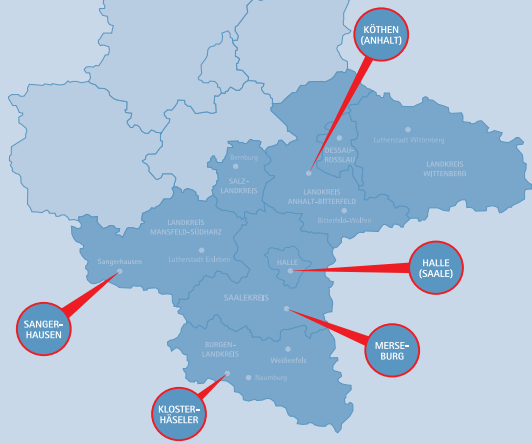 KÖTHEN
(ANHALT)
Lutherstadt Wittenberg
DESSAU-
ROSSLAU
Bernburg
LANDKREIS
WITTENBERG
SALZ-
LANDKREIS
LANDKREIS
ANHALT-BITTERFELD
Bitterfeld-Wolfen
LANDKREIS
MANSFELD-SÜDHARZ
Lutherstadt Eisleben
Sangerhausen
HALLE
HALLE
(SAALE)
SAALEKREIS
SANGER-
HAUSEN
MERSE-
BURG
BURGEN-
LANDKREIS
Weißenfels
Naumburg
KLOSTER-
HÄSELER